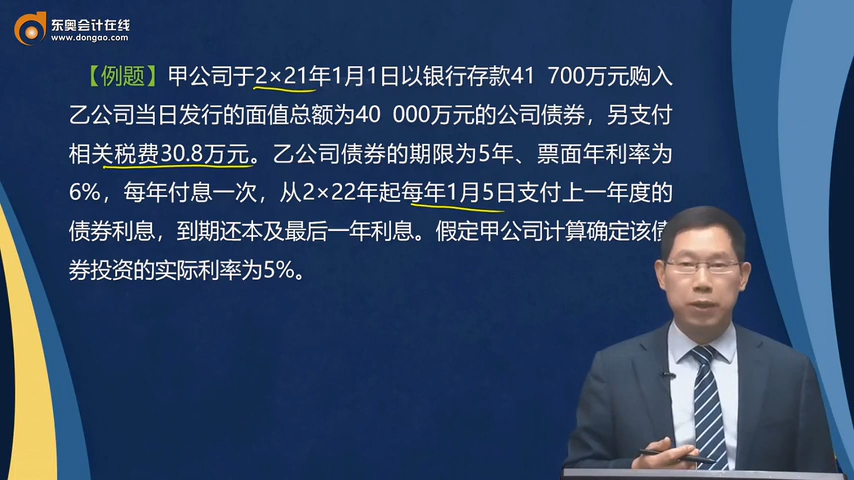 东奥会计在线
www.dongao.com
【例题】甲公司于2×21年1月1日以银行存款41 700万元购入
乙公司当日发行的面值总额为40 000万元的公司债券，另支付
相关税费30.8万元。乙公司债券的期限为5年、票面年利率为
6%，每年付息一次，从2×22年起每年1月5日支付上一年度的
债券利息，到期还本及最后一年利息。假定甲公司计算确定该债
券投资的实际利率为5%。